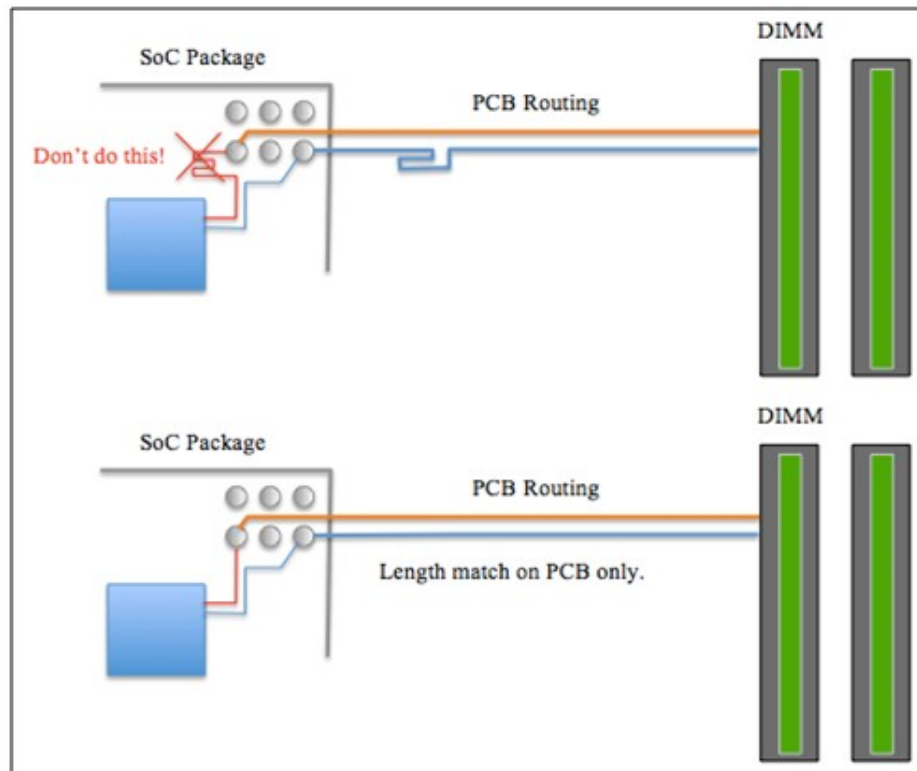 DIMM
SoC Package
PCB Routing
Don't do this!
DIMM
SoC Package
PCB Routing
Length match on PCB only.